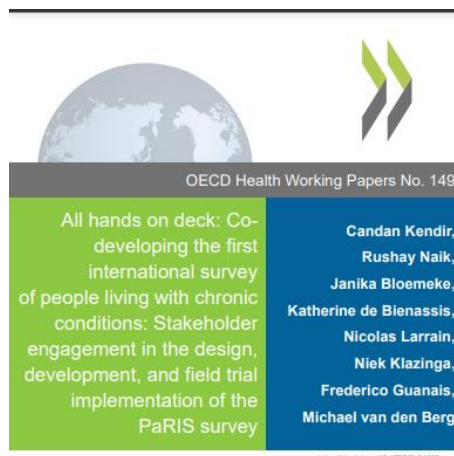 OECD Health Working Papers No. 149
All hands on deck: Co-
developing the first
international survey
of people living with chronic
conditions: Stakeholder
engagement in the design,
development, and field trial
implementation of the
PaRIS survey
Candan Kendir,
Rushay Naik,
Janika Bloemeke,
Katherine de Bienassis,
Nicolas Larrain,
Niek Klazinga,
Frederico Guanais,
Michael van den Berg